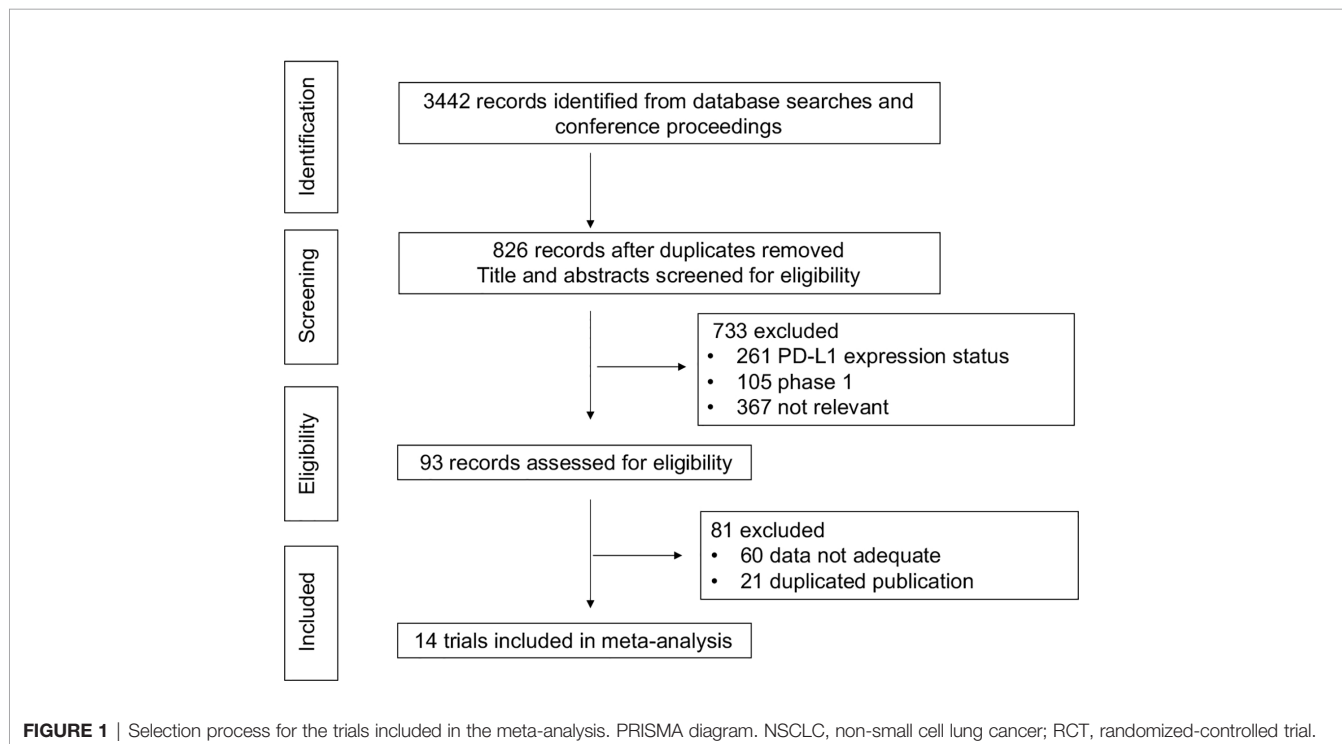 Identification
3442 records identified from database searches and
conference proceedings
Screening
826 records after duplicates removed
Title and abstracts screened for eligibility
733 excluded
• 261 PD-L1 expression status
• 105 phase 1
• 367 not relevant
Eligibility
93 records assessed for eligibility
81 excluded
• 60 data not adequate
• 21 duplicated publication
Included
14 trials included in meta-analysis
FIGURE 1 | Selection process for the trials included in the meta-analysis. PRISMA diagram. NSCLC, non-small cell lung cancer; RCT, randomized-controlled trial.